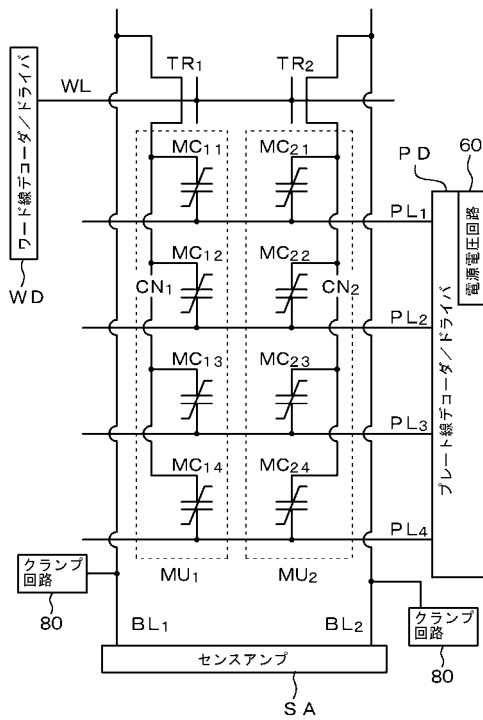 TR1
TR2
WL
ワード線デコーダ/ドライバ
WD
MC11
MC21
PD
60
電源電圧回路
PL1
MC12
MC22
CN1
CN2
PL2
MC13
MC23
PL3
プレート線デコーダ/ドライバ
MC14
MC24
PL4
クランプ
回路
80
MU1
MU2
BL1
BL2
クランプ
回路
80
センスアンプ
SA